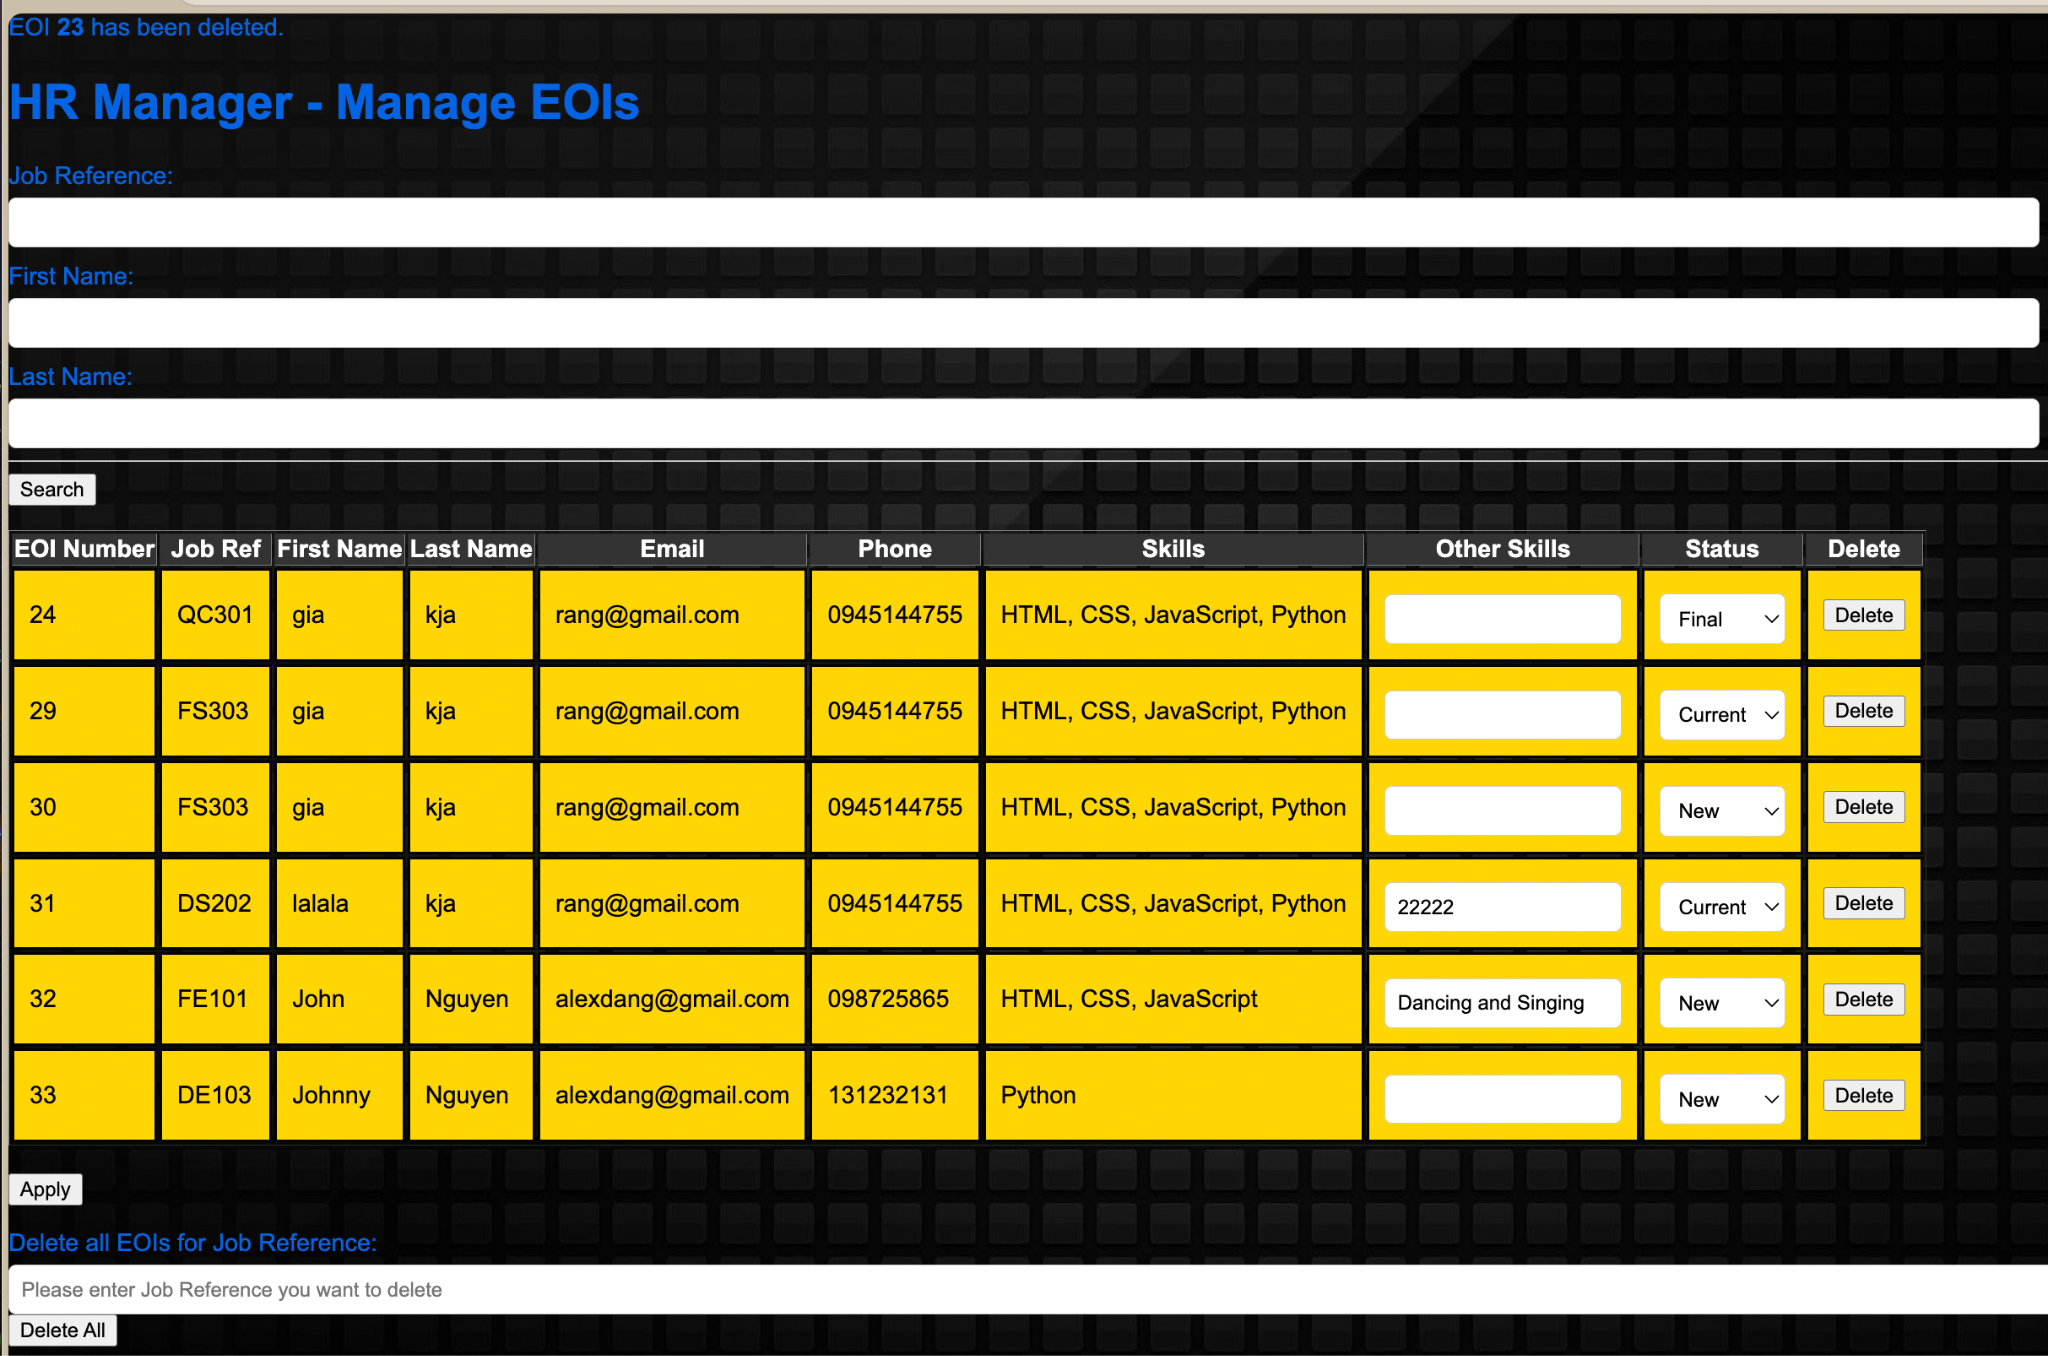 EOI 23 has been deleted.
HR Manager - Manage EOIs
Job Reference:
First Name:
Last Name:
Search
EOI Number Job Ref First Name Last Name Email Phone Skills Other Skills Status Delete
24 QC301 gia kja rang@gmail.com 0945144755 HTML, CSS, JavaScript, Python Final Delete
29 FS303 gia kja rang@gmail.com 0945144755 HTML, CSS, JavaScript, Python Current Delete
30 FS303 gia kja rang@gmail.com 0945144755 HTML, CSS, JavaScript, Python New Delete
31 DS202 lalala kja rang@gmail.com 0945144755 HTML, CSS, JavaScript, Python 22222 Current Delete
32 FE101 John Nguyen alexdang@gmail.com 098725865 HTML, CSS, JavaScript Dancing and Singing New Delete
33 DE103 Johnny Nguyen alexdang@gmail.com 131232131 Python New Delete
Apply
Delete all EOIs for Job Reference:
Please enter Job Reference you want to delete
Delete All